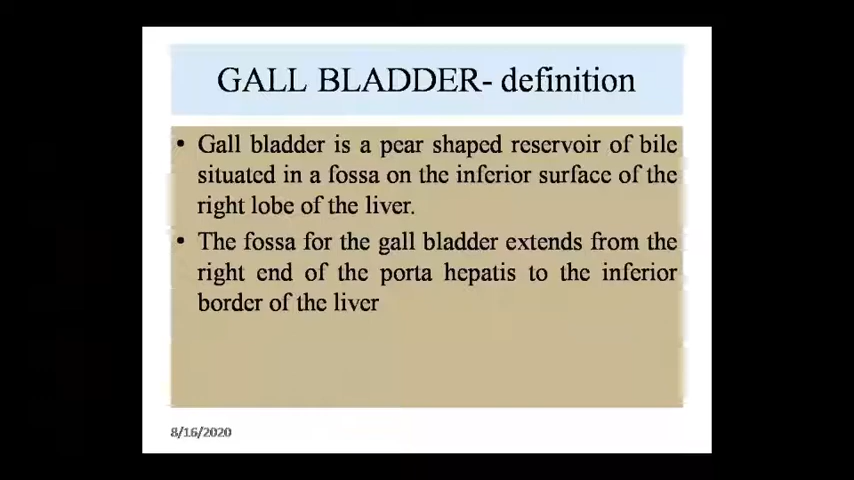 GALL BLADDER- definition
• Gall bladder is a pear shaped reservoir of bile
situated in a fossa on the inferior surface of the
right lobe of the liver.
• The fossa for the gall bladder extends from the
right end of the porta hepatis to the inferior
border of the liver
8/16/2020